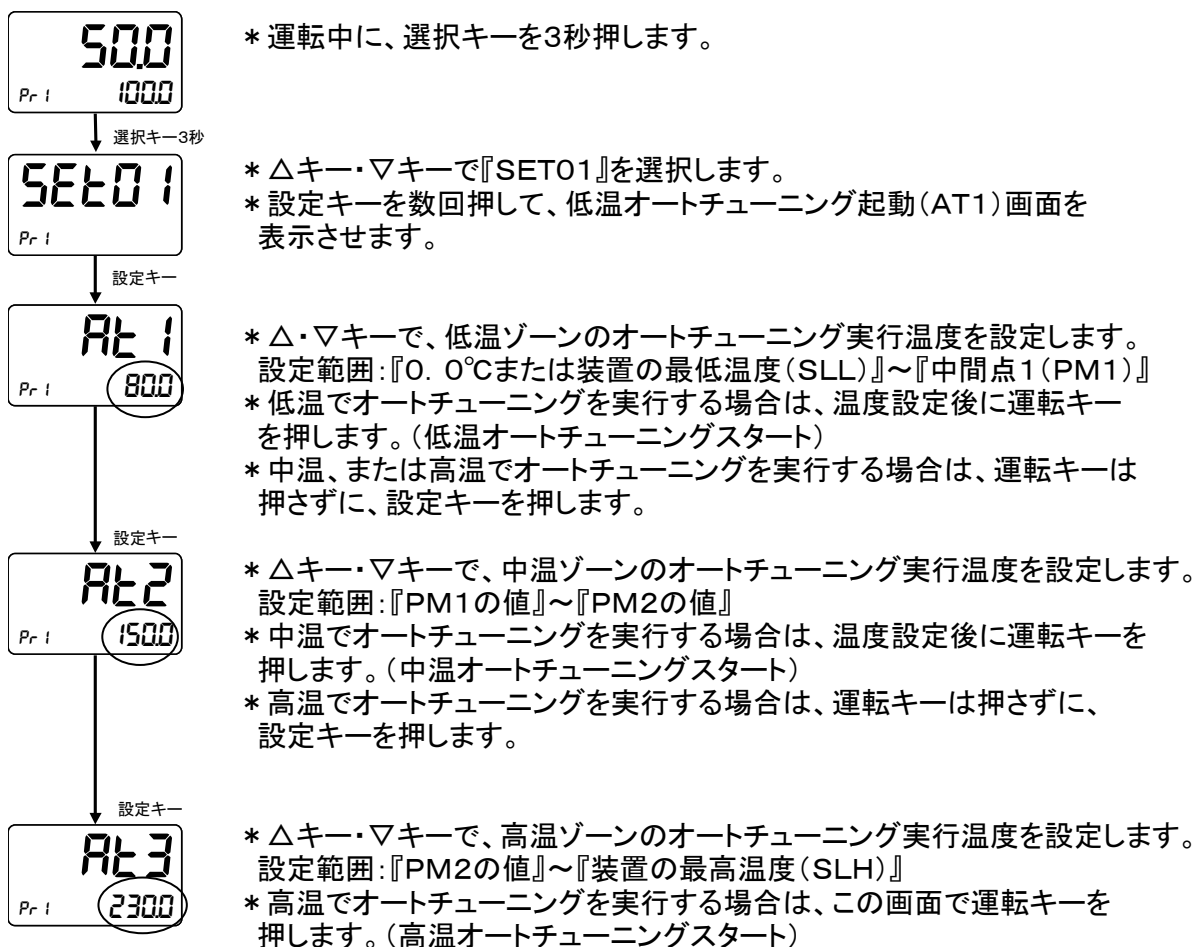 50.0
＊運転中に、選択キーを3秒押します。
Pr1 100.0
選択キー3秒
SEt01
＊△キー・▽キーで『SET01』を選択します。
＊設定キーを数回押して、低温オートチューニング起動(AT1)画面を
表示させます。
Pr1
設定キー
At1
＊△・▽キーで、低温ゾーンのオートチューニング実行温度を設定します。
設定範囲：『0．0℃または装置の最低温度(SLL)』～『中間点1(PM1)』
Pr1 80.0
＊低温でオートチューニングを実行する場合は、温度設定後に運転キー
を押します。(低温オートチューニングスタート)
＊中温、または高温でオートチューニングを実行する場合は、運転キーは
押さずに、設定キーを押します。
設定キー
At2
＊△キー・▽キーで、中温ゾーンのオートチューニング実行温度を設定します。
設定範囲：『PM1の値』～『PM2の値』
Pr1 150.0
＊中温でオートチューニングを実行する場合は、温度設定後に運転キーを
押します。(中温オートチューニングスタート)
＊高温でオートチューニングを実行する場合は、運転キーは押さずに、
設定キーを押します。
設定キー
At3
＊△キー・▽キーで、高温ゾーンのオートチューニング実行温度を設定します。
設定範囲：『PM2の値』～『装置の最高温度(SLH)』
Pr1 230.0
＊高温でオートチューニングを実行する場合は、この画面で運転キーを
押します。(高温オートチューニングスタート)